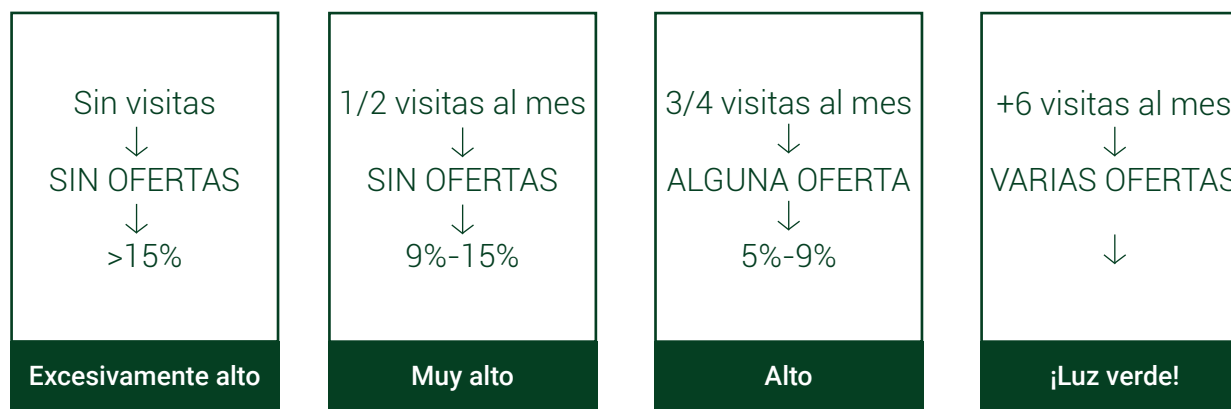 Sin visitas
↓
SIN OFERTAS
↓
>15%
Excesivamente alto
1/2 visitas al mes
↓
SIN OFERTAS
↓
9%-15%
Muy alto
3/4 visitas al mes
↓
ALGUNA OFERTA
↓
5%-9%
Alto
+6 visitas al mes
↓
VARIAS OFERTAS
↓
¡Luz verde!